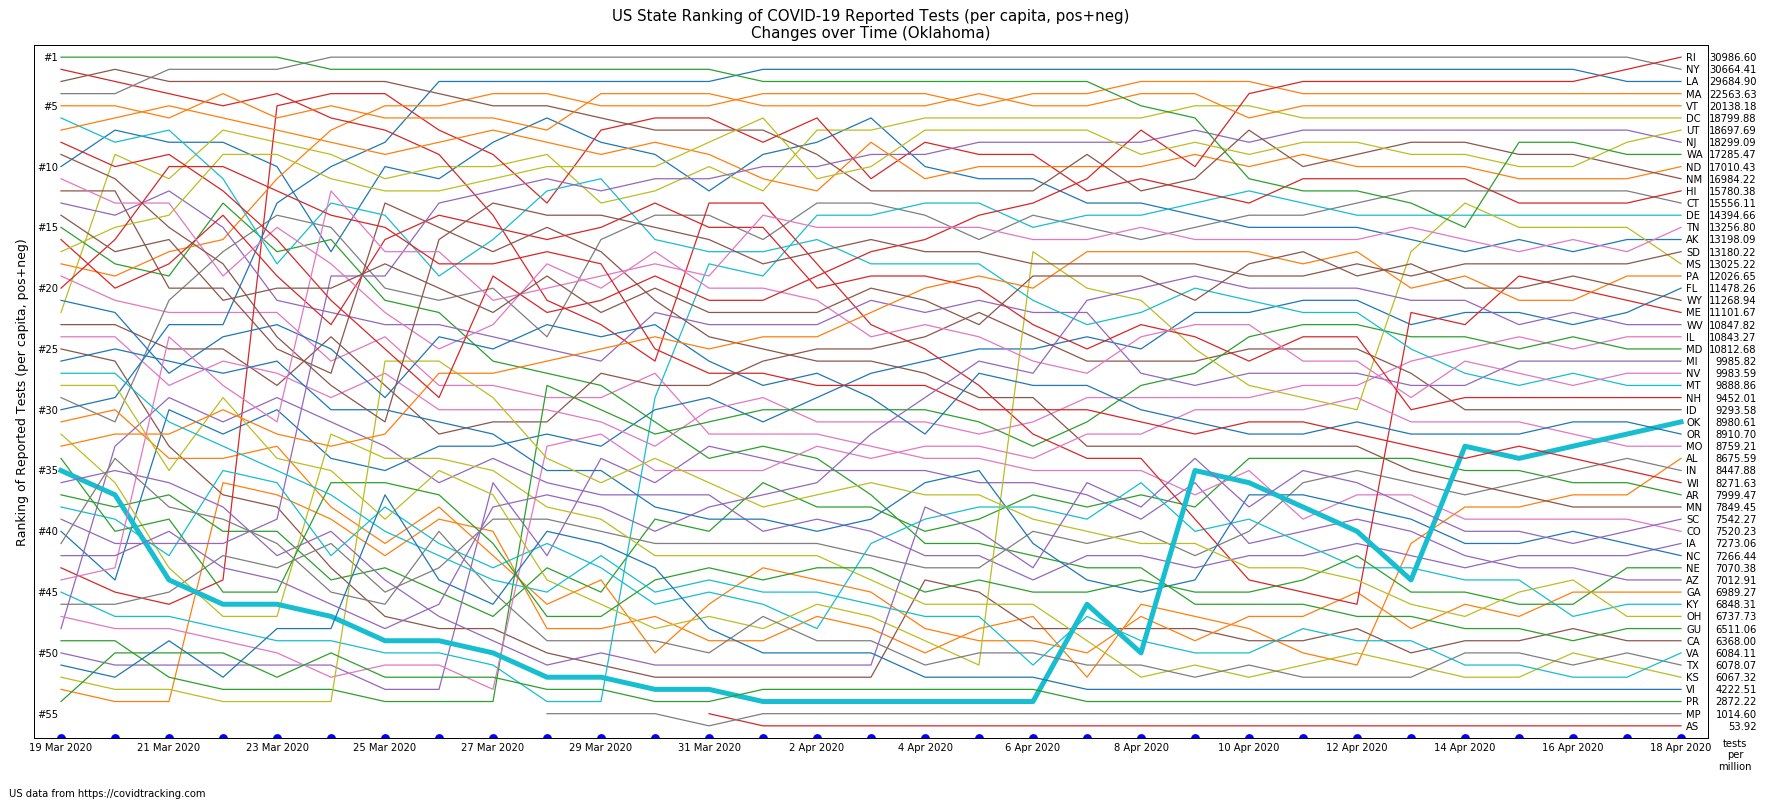 US State Ranking of COVID-19 Reported Tests (per capita, pos+neg)
Changes over Time (Oklahoma)
Ranking of Reported Tests (per capita, pos+neg)
#1
#5
#10
#15
#20
#25
#30
#35
#40
#45
#50
#55
RI 30986.60
NY 30664.41
LA 29684.90
MA 22563.63
VT 20138.18
DC 18799.88
UT 18697.69
NJ 18299.09
WA 17285.47
ND 17010.43
NM 16984.22
HI 15780.38
CT 15556.11
DE 14394.66
TN 13256.80
AK 13198.09
SD 13180.22
MS 13025.22
PA 12026.65
FL 11478.26
WY 11268.94
ME 11101.67
WV 10847.82
IL 10843.27
MD 10812.68
MI 9985.82
NV 9983.59
MT 9888.86
NH 9452.01
ID 9293.58
OK 8980.61
OR 8910.70
MO 8759.21
AL 8675.59
IN 8447.88
WI 8271.63
AR 7999.47
MN 7849.45
SC 7542.27
CO 7520.23
IA 7273.06
NC 7266.44
NE 7070.38
AZ 7012.91
GA 6989.27
KY 6848.31
OH 6737.73
GU 6511.06
CA 6368.00
VA 6084.11
TX 6078.07
KS 6067.32
VI 4222.51
PR 2872.22
MP 1014.60
AS 53.92
19 Mar 2020 21 Mar 2020 23 Mar 2020 25 Mar 2020 27 Mar 2020 29 Mar 2020 31 Mar 2020 2 Apr 2020 4 Apr 2020 6 Apr 2020 8 Apr 2020 10 Apr 2020 12 Apr 2020 14 Apr 2020 16 Apr 2020 18 Apr 2020
tests
per
million
US data from https://covidtracking.com